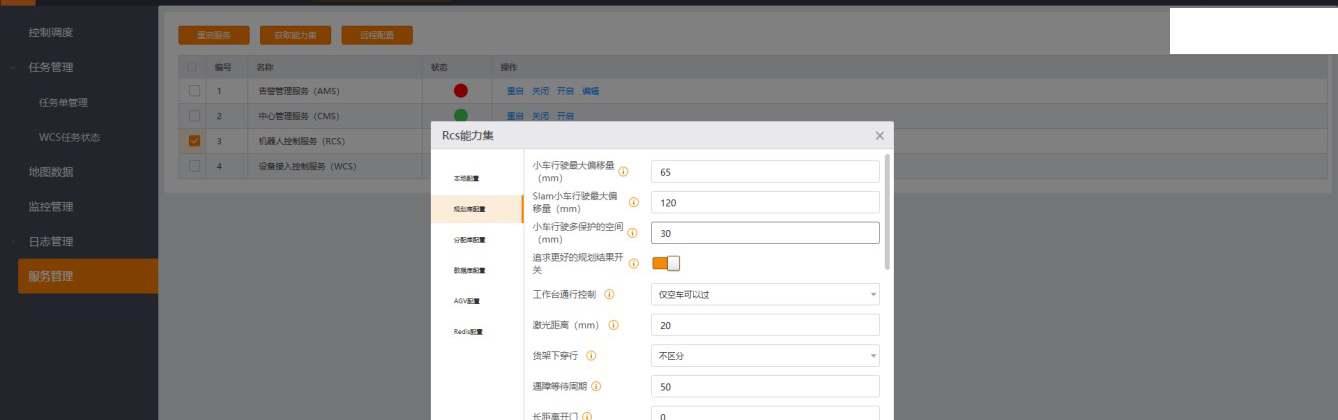 控制调度
任务管理
任务单管理
WCS任务状态
地图数据
监控管理
日志管理
服务管理
重启服务 获取能力集 远程配置
编号 名称 状态 操作
1 告警管理服务（AMS） 重启 关闭 开启 编辑
2 中心管理服务（CMS） 重启 关闭 开启
3 机器人控制服务（RCS）
4 设备接入控制服务（WCS）
Rcs能力集
本地配置
规划库配置
分配库配置
数据库配置
AGV配置
Redis配置
小车行驶最大偏移量
（mm）
65
Slam小车行驶最大偏
移量（mm）
120
小车行驶多保护的空间
（mm）
30
追求更好的规划结果开
关
工作台通行控制 仅空车可以过
激光距离（mm） 20
货架下穿行 不区分
遇障等待周期 50
长距离开门 0